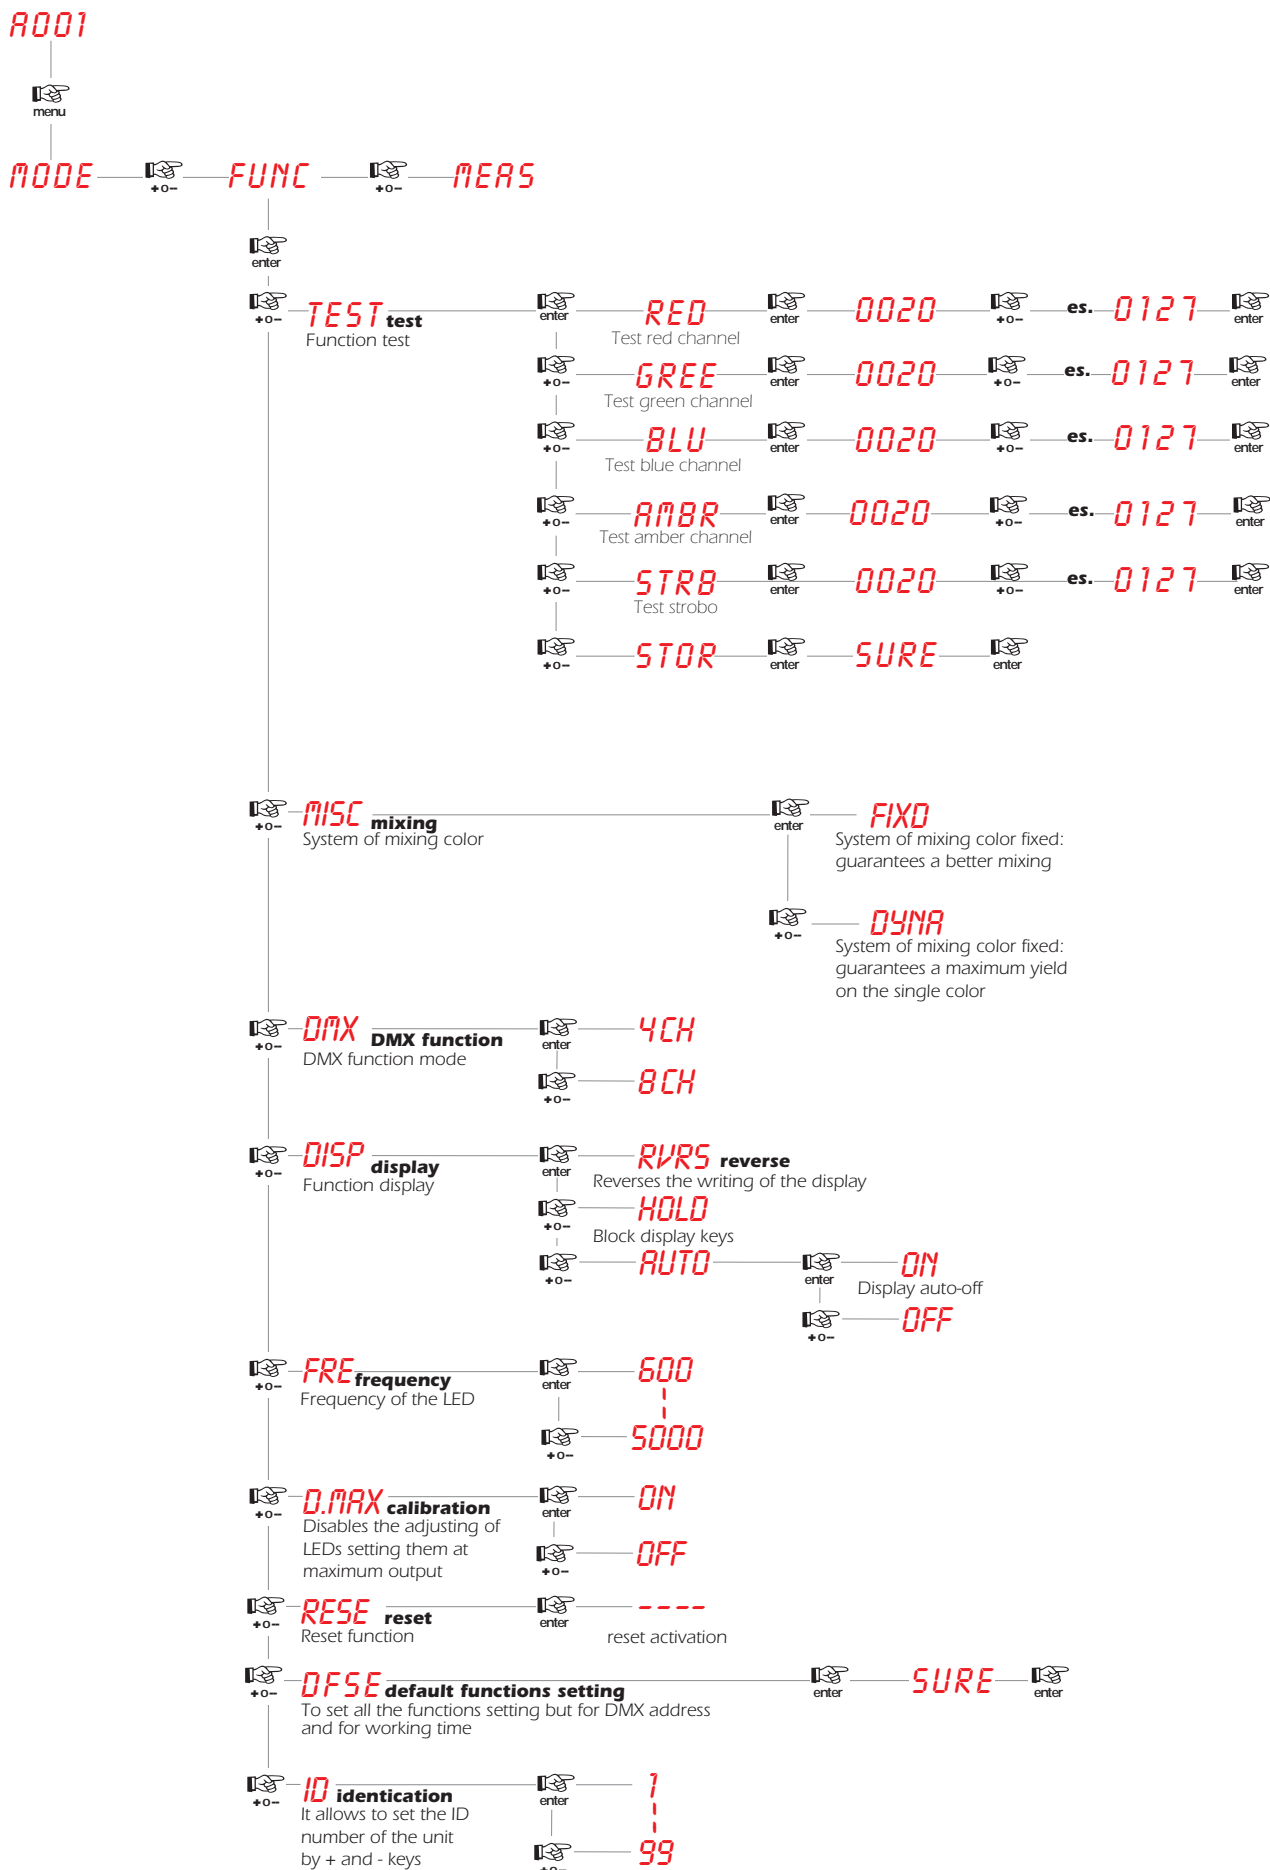 A001
menu
MODE +o- FUNC +o- MEAS
enter
+o- TEST test enter RED enter 0020 +o- es. 0127 enter
Function test
Test red channel
+o- GREE enter 0020 +o- es. 0127 enter
Test green channel
+o- BLU enter 0020 +o- es. 0127 enter
Test blue channel
+o- AMBR enter 0020 +o- es. 0127 enter
Test amber channel
+o- STRB enter 0020 +o- es. 0127 enter
Test strobo
+o- STOR enter SURE enter
+o- MISC mixing enter FIXD
System of mixing color
System of mixing color fixed:
guarantees a better mixing
+o- DYNA
System of mixing color fixed:
guarantees a maximum yield
on the single color
+o- DMX DMX function enter 4CH
DMX function mode
+o- 8CH
+o- DISP display enter RVRS reverse
Function display
Reverses the writing of the display
+o- HOLD
Block display keys
+o- AUTO enter ON
Display auto-off
+o- OFF
+o- FRE frequency enter 600
Frequency of the LED
+o- 5000
+o- D.MAX calibration enter ON
Disables the adjusting of
LEDs setting them at
maximum output
+o- OFF
+o- RESE reset enter ----
Reset function
reset activation
+o- DFSE default functions setting enter SURE enter
To set all the functions setting but for DMX address
and for working time
+o- ID identication enter 1
It allows to set the ID
number of the unit
by + and - keys
+o- 99